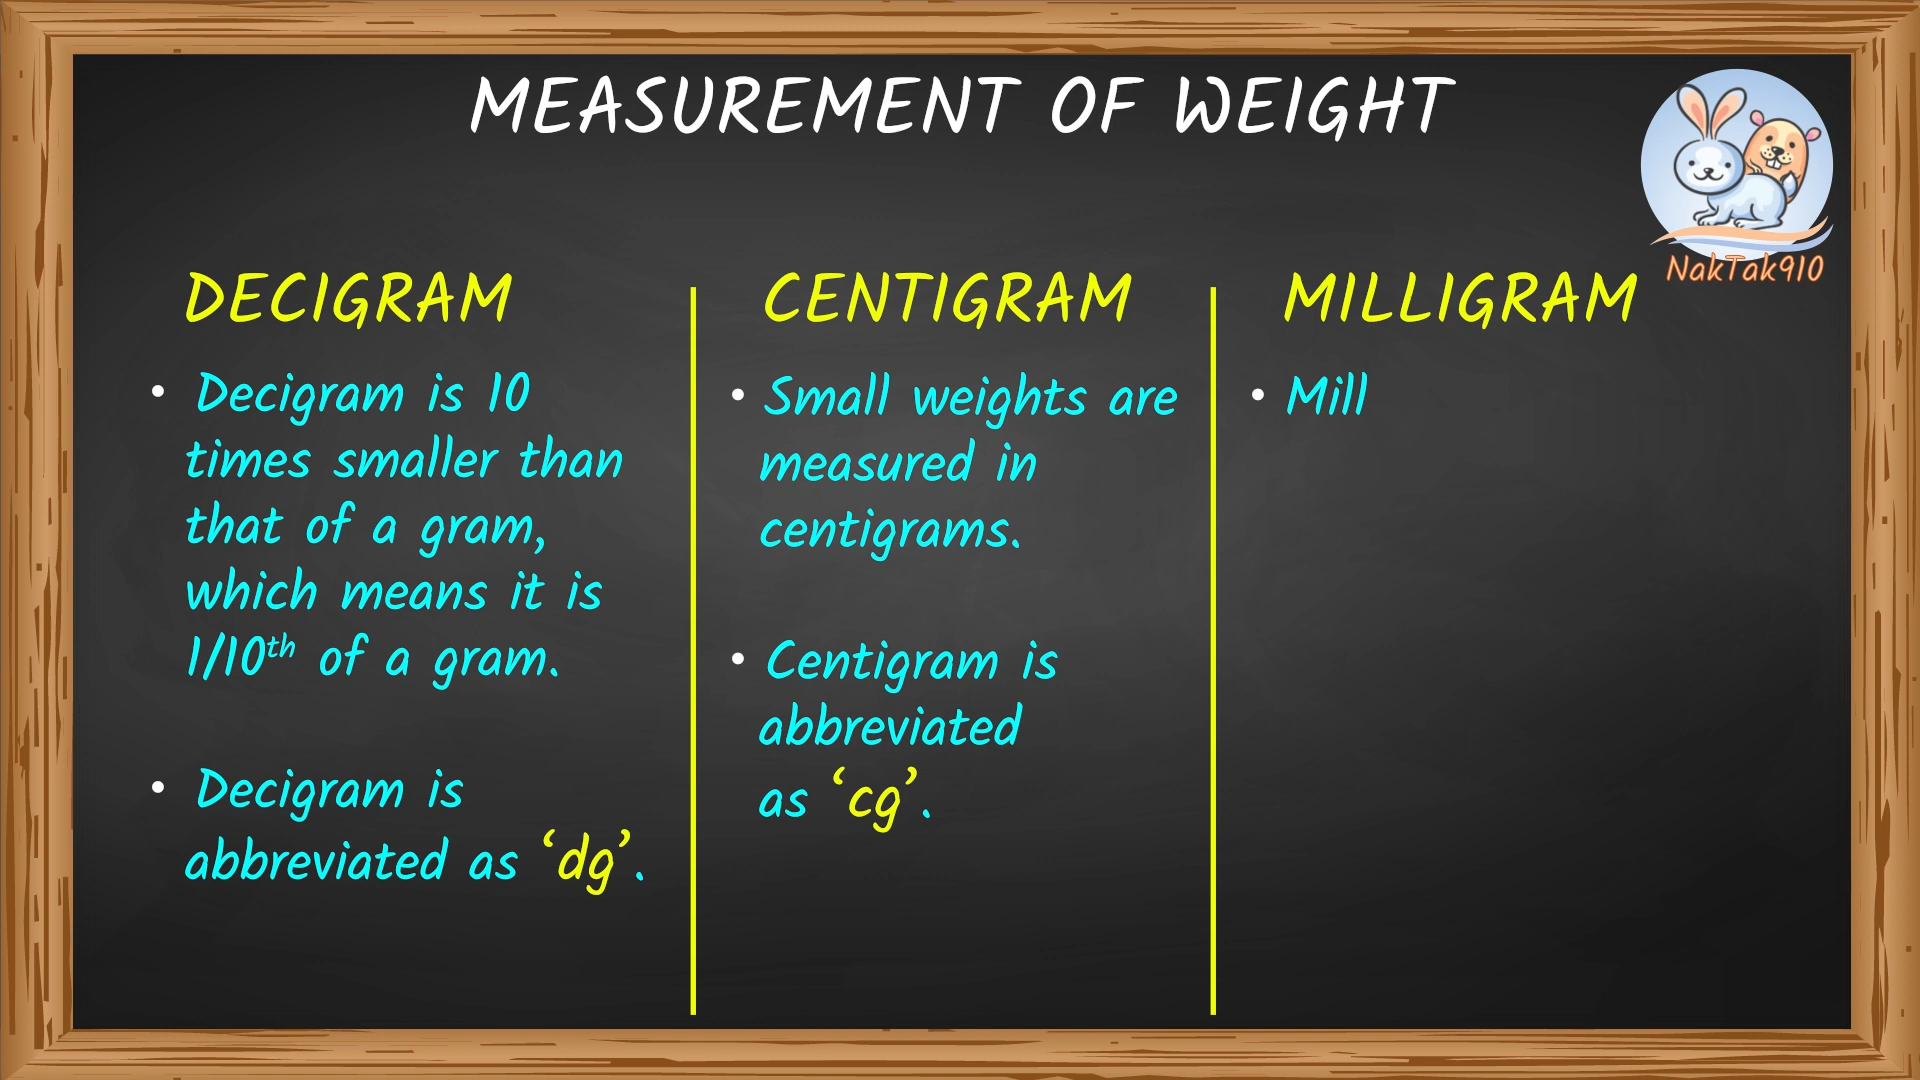 MEASUREMENT OF WEIGHT
NakTak910
DECIGRAM
• Decigram is 10
times smaller than
that of a gram,
which means it is
1/10th of a gram.
• Decigram is
abbreviated as ‘dg’.
CENTIGRAM
• Small weights are
measured in
centigrams.
• Centigram is
abbreviated
as ‘cg’.
MILLIGRAM
• Mill